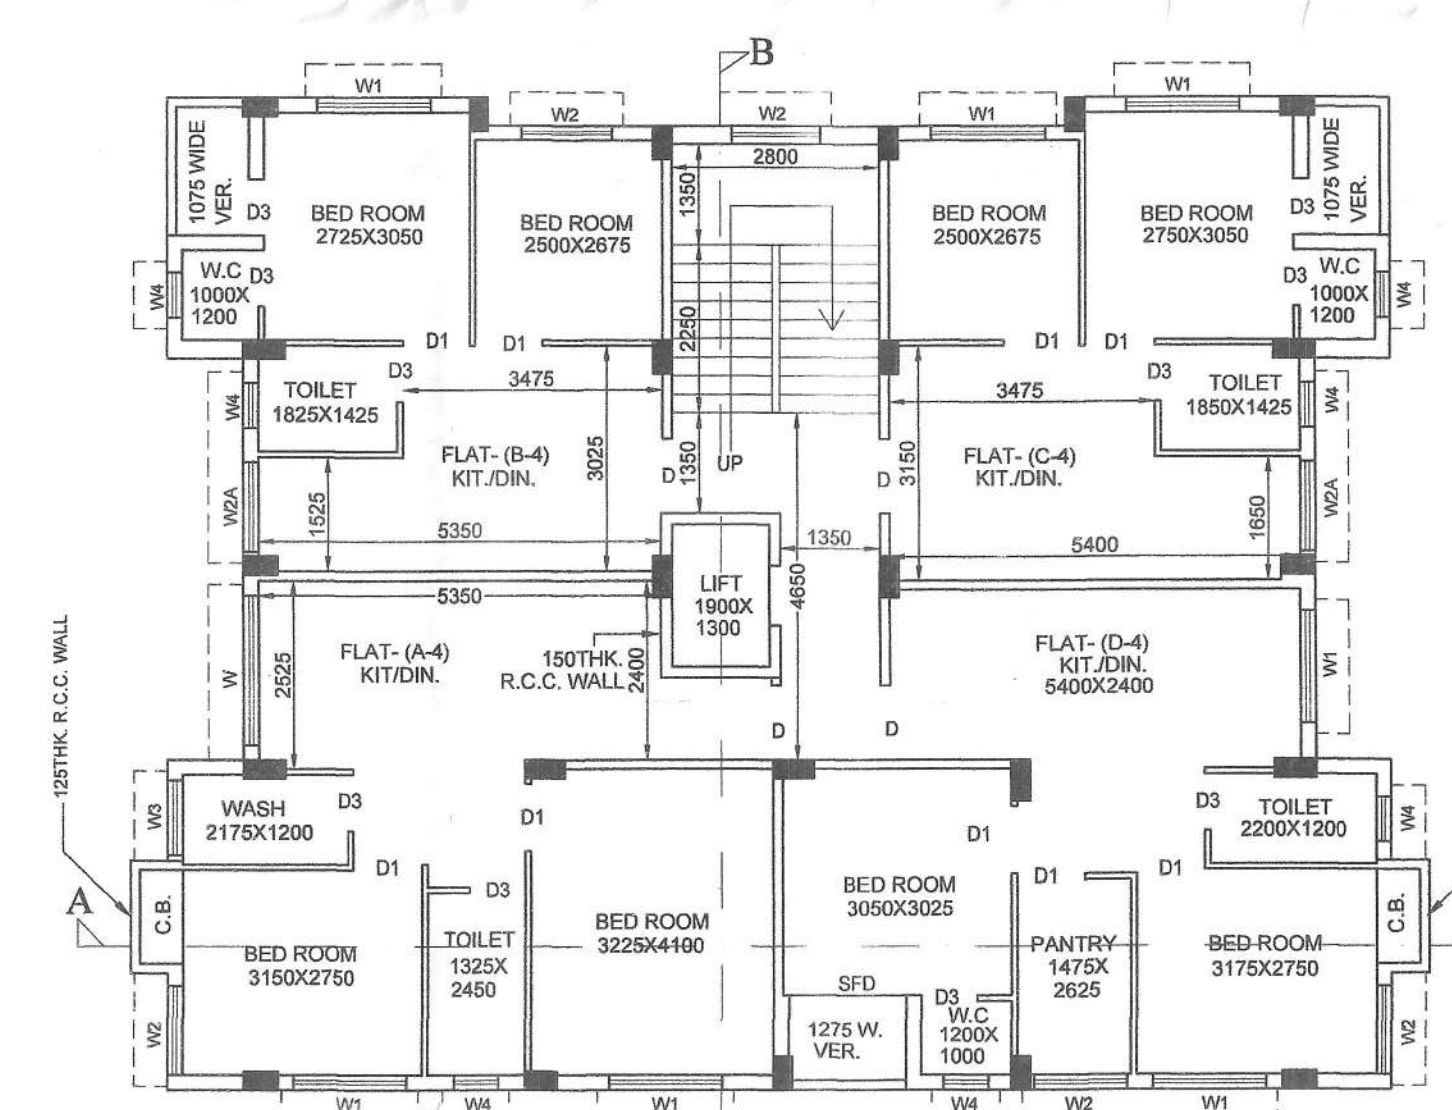 B
W1
W2
W2
W1
W1
1075 WIDE
VER.
D3
BED ROOM
2725X3050
BED ROOM
2500X2675
2800
1350
BED ROOM
2500X2675
BED ROOM
2750X3050
D3
1075 WIDE
VER.
W4
W.C
1000X
1200
D3
2250
D3
W.C
1000X
1200
W4
D1
D1
D1
D1
D3
3475
3475
D3
W4
TOILET
1825X1425
TOILET
1850X1425
W4
FLAT- (B-4)
KIT./DIN.
3025
D
1350
UP
D
3150
FLAT- (C-4)
KIT./DIN.
W2A
1525
1650
W2A
5350
1350
5400
5350
LIFT
1900X
1300
4650
125THK. R.C.C. WALL
W
2525
FLAT- (A-4)
KIT/DIN.
150THK.
R.C.C. WALL
2400
FLAT- (D-4)
KIT./DIN.
5400X2400
W1
D
D
W3
WASH
2175X1200
D3
D1
D1
D3
TOILET
2200X1200
W4
D1
D3
D1
D1
A
C.B.
BED ROOM
3150X2750
TOILET
1325X
2450
BED ROOM
3225X4100
BED ROOM
3050X3025
PANTRY
1475X
2625
BED ROOM
3175X2750
C.B.
SFD
D3
W2
1275 W.
VER.
W.C
1200X
1000
W2
W1
W4
W1
W4
W2
W1